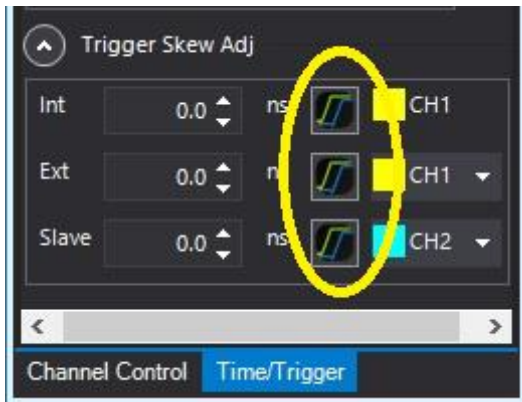 Trigger Skew Adj
Int 0.0 ns CH1
Ext 0.0 n CH1
Slave 0.0 ns CH2
Channel Control Time/Trigger